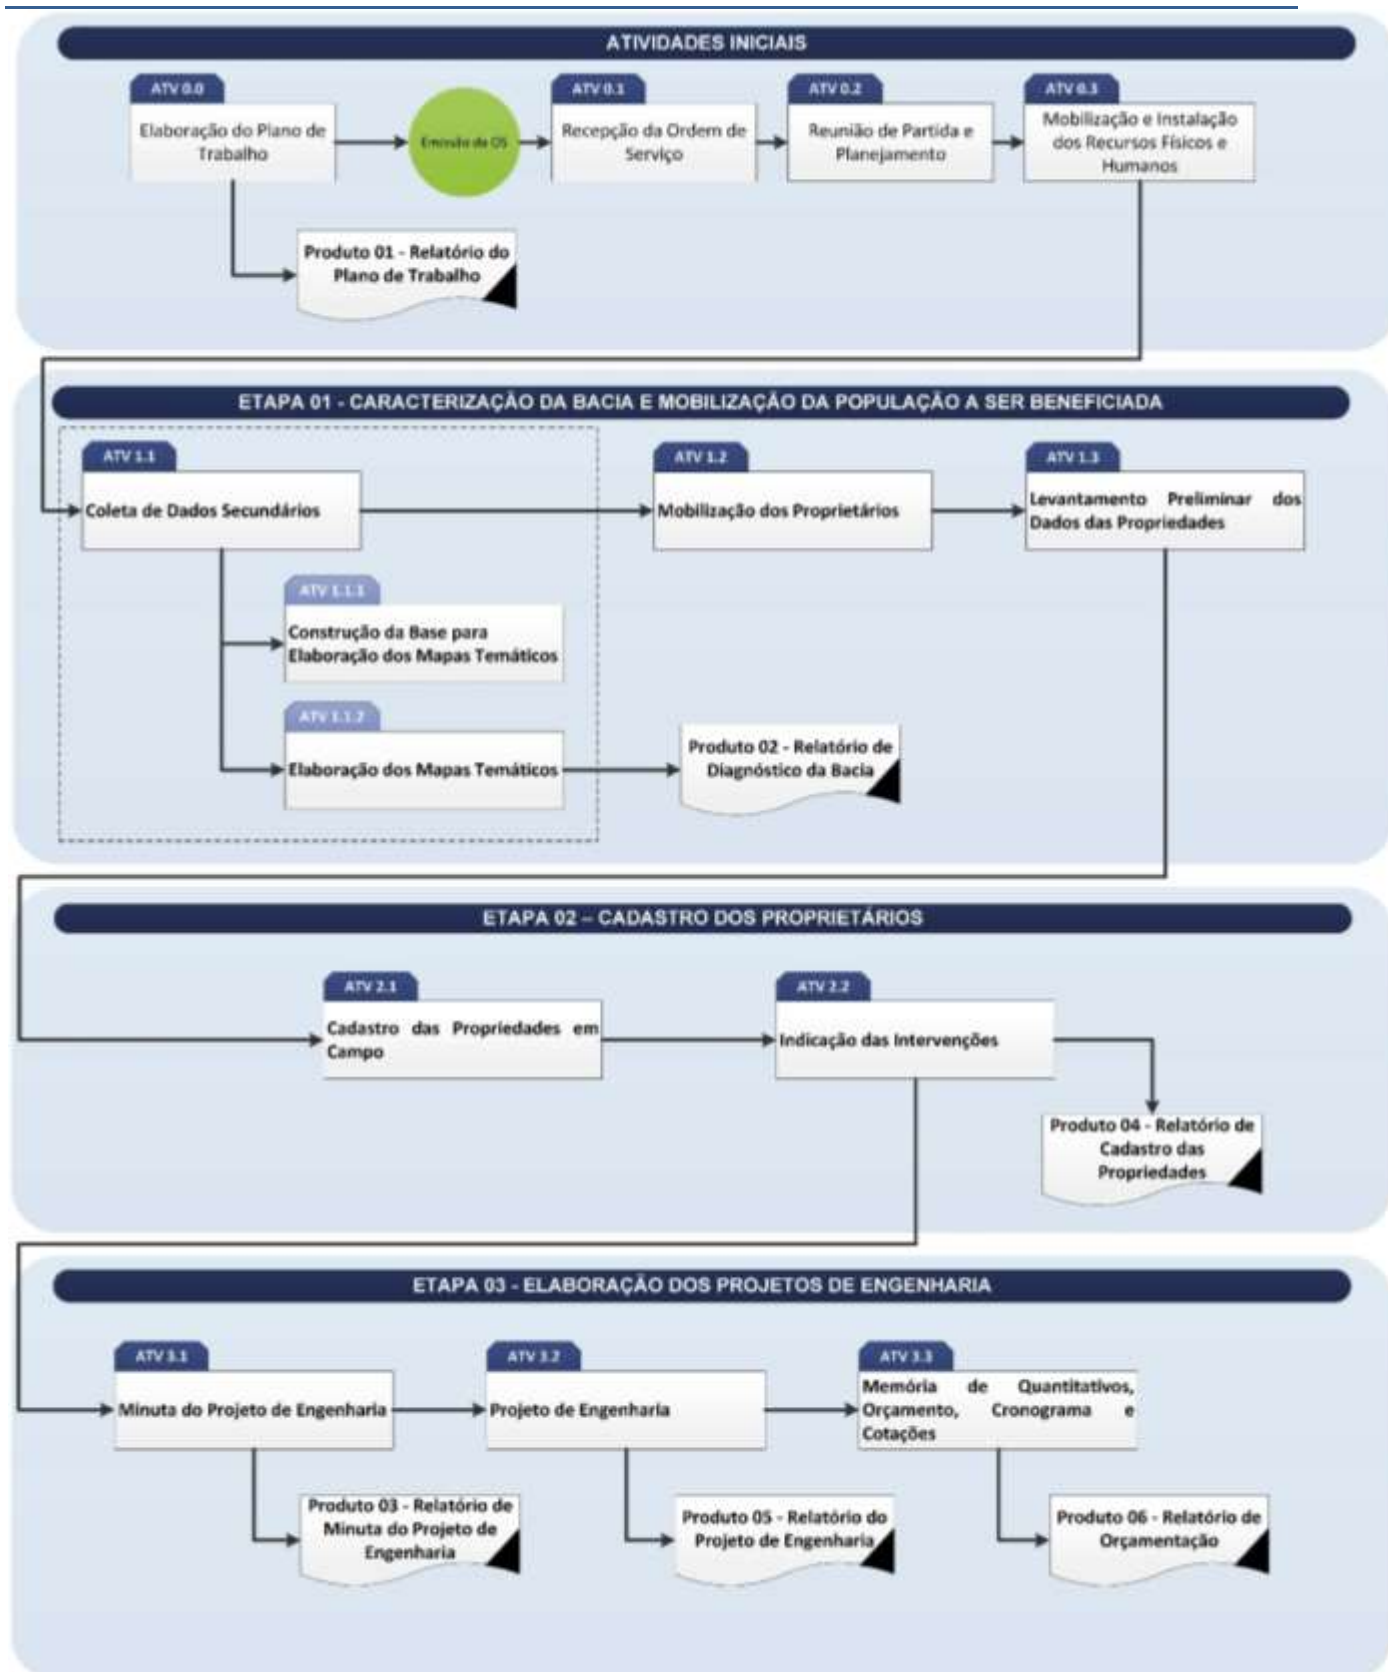 ATIVIDADES INICIAIS
ATV 0.0
Elaboração do Plano de
Trabalho
Emissão da OS
ATV 0.1
Recepção da Ordem de
Serviço
ATV 0.2
Reunião de Partida e
Planejamento
ATV 0.3
Mobilização e Instalação
dos Recursos Físicos e
Humanos
Produto 01 - Relatório do
Plano de Trabalho
ETAPA 01 - CARACTERIZAÇÃO DA BACIA E MOBILIZAÇÃO DA POPULAÇÃO A SER BENEFICIADA
ATV 1.1
Coleta de Dados Secundários
ATV 1.2
Mobilização dos Proprietários
ATV 1.3
Levantamento Preliminar dos
Dados das Propriedades
ATV 1.1.1
Construção da Base para
Elaboração dos Mapas Temáticos
ATV 1.1.2
Elaboração dos Mapas Temáticos
Produto 02 - Relatório de
Diagnóstico da Bacia
ETAPA 02 – CADASTRO DOS PROPRIETÁRIOS
ATV 2.1
Cadastro das Propriedades em
Campo
ATV 2.2
Indicação das Intervenções
Produto 04 - Relatório de
Cadastro das
Propriedades
ETAPA 03 - ELABORAÇÃO DOS PROJETOS DE ENGENHARIA
ATV 3.1
Minuta do Projeto de Engenharia
ATV 3.2
Projeto de Engenharia
ATV 3.3
Memória de Quantitativos,
Orçamento, Cronograma e
Cotações
Produto 03 - Relatório de
Minuta do Projeto de
Engenharia
Produto 05 - Relatório do
Projeto de Engenharia
Produto 06 - Relatório de
Orçamentação